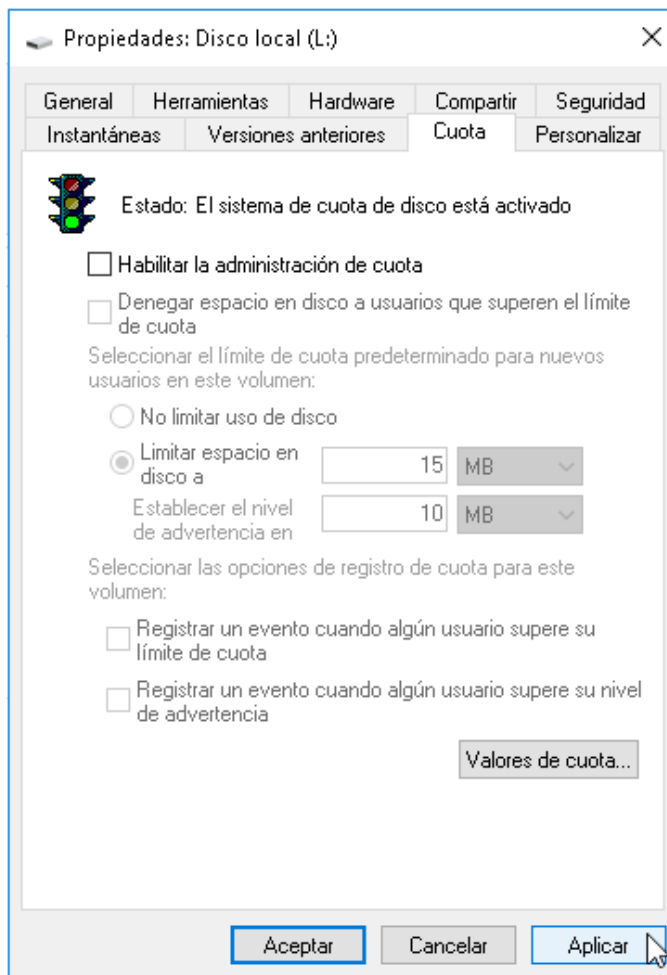 Propiedades: Disco local (L:)
General Herramientas Hardware Compartir Seguridad
Instantáneas Versiones anteriores Cuota Personalizar
Estado: El sistema de cuota de disco está activado
Habilitar la administración de cuota
Denegar espacio en disco a usuarios que superen el límite
de cuota
Seleccionar el límite de cuota predeterminado para nuevos
usuarios en este volumen:
No limitar uso de disco
Limitar espacio en
disco a
15 MB
Establecer el nivel
de advertencia en
10 MB
Seleccionar las opciones de registro de cuota para este
volumen:
Registrar un evento cuando algún usuario supere su
límite de cuota
Registrar un evento cuando algún usuario supere su nivel
de advertencia
Valores de cuota...
Aceptar Cancelar Aplicar